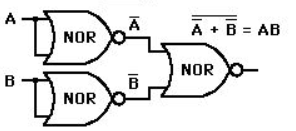 A
NOR
A̅
B
NOR
B̅
NOR
A̅ + B̅ = AB